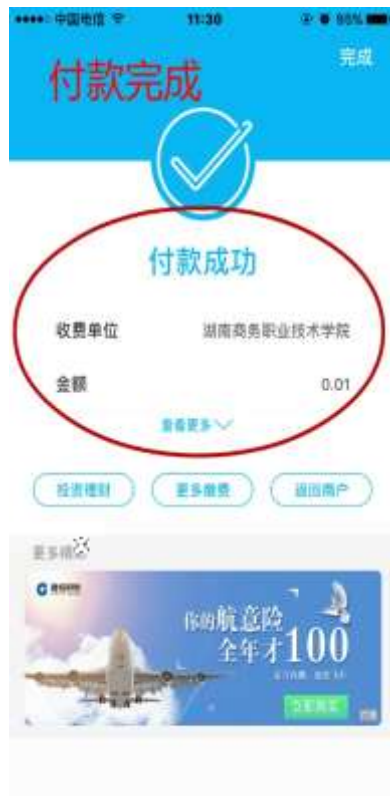 中国电信 11:30 95%
完成
付款完成
付款成功
收费单位 湖南商务职业技术学院
金额 0.01
查看更多
投资理财 更多缴费 返回商户
更多精彩
你的航意险
全年才100
立即购买